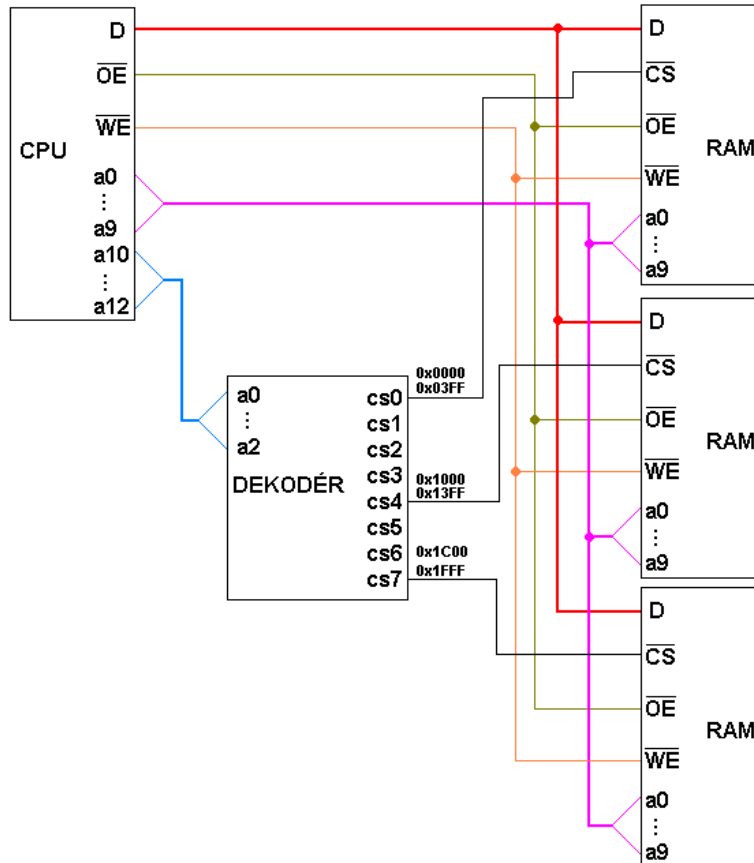 CPU
D
OE
WE
a0
...
a9
a10
...
a12
DEKODÉR
a0
...
a2
cs0
cs1
cs2
cs3
cs4
cs5
cs6
cs7
0x0000
0x03FF
0x1000
0x13FF
0x1C00
0x1FFF
RAM
D
CS
OE
WE
a0
...
a9
RAM
D
CS
OE
WE
a0
...
a9
RAM
D
CS
OE
WE
a0
...
a9